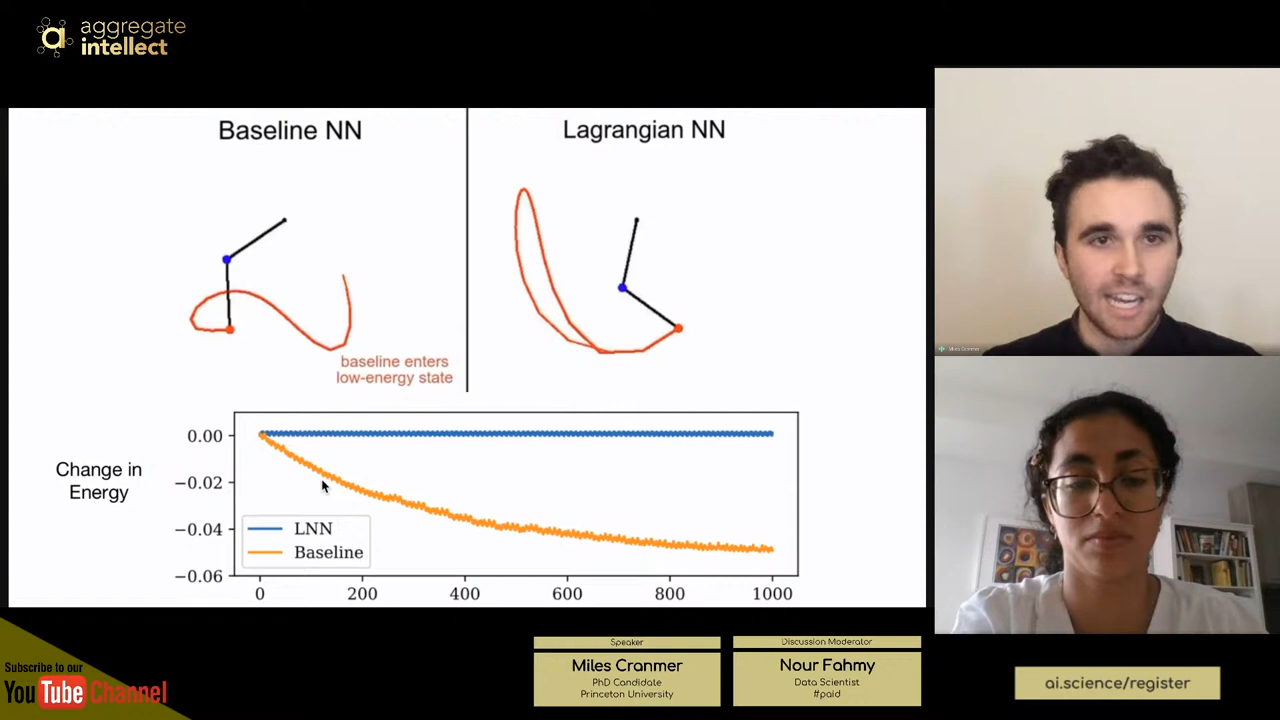 aggregate
intellect
Baseline NN
Lagrangian NN
baseline enters
low-energy state
Change in
Energy
0.00
−0.02
−0.04
−0.06
LNN
Baseline
0
200
400
600
800
1000
Miles Cranmer
Subscribe to our
YouTube Channel
Speaker
Miles Cranmer
PhD Candidate
Princeton University
Discussion Moderator
Nour Fahmy
Data Scientist
#paid
ai.science/register